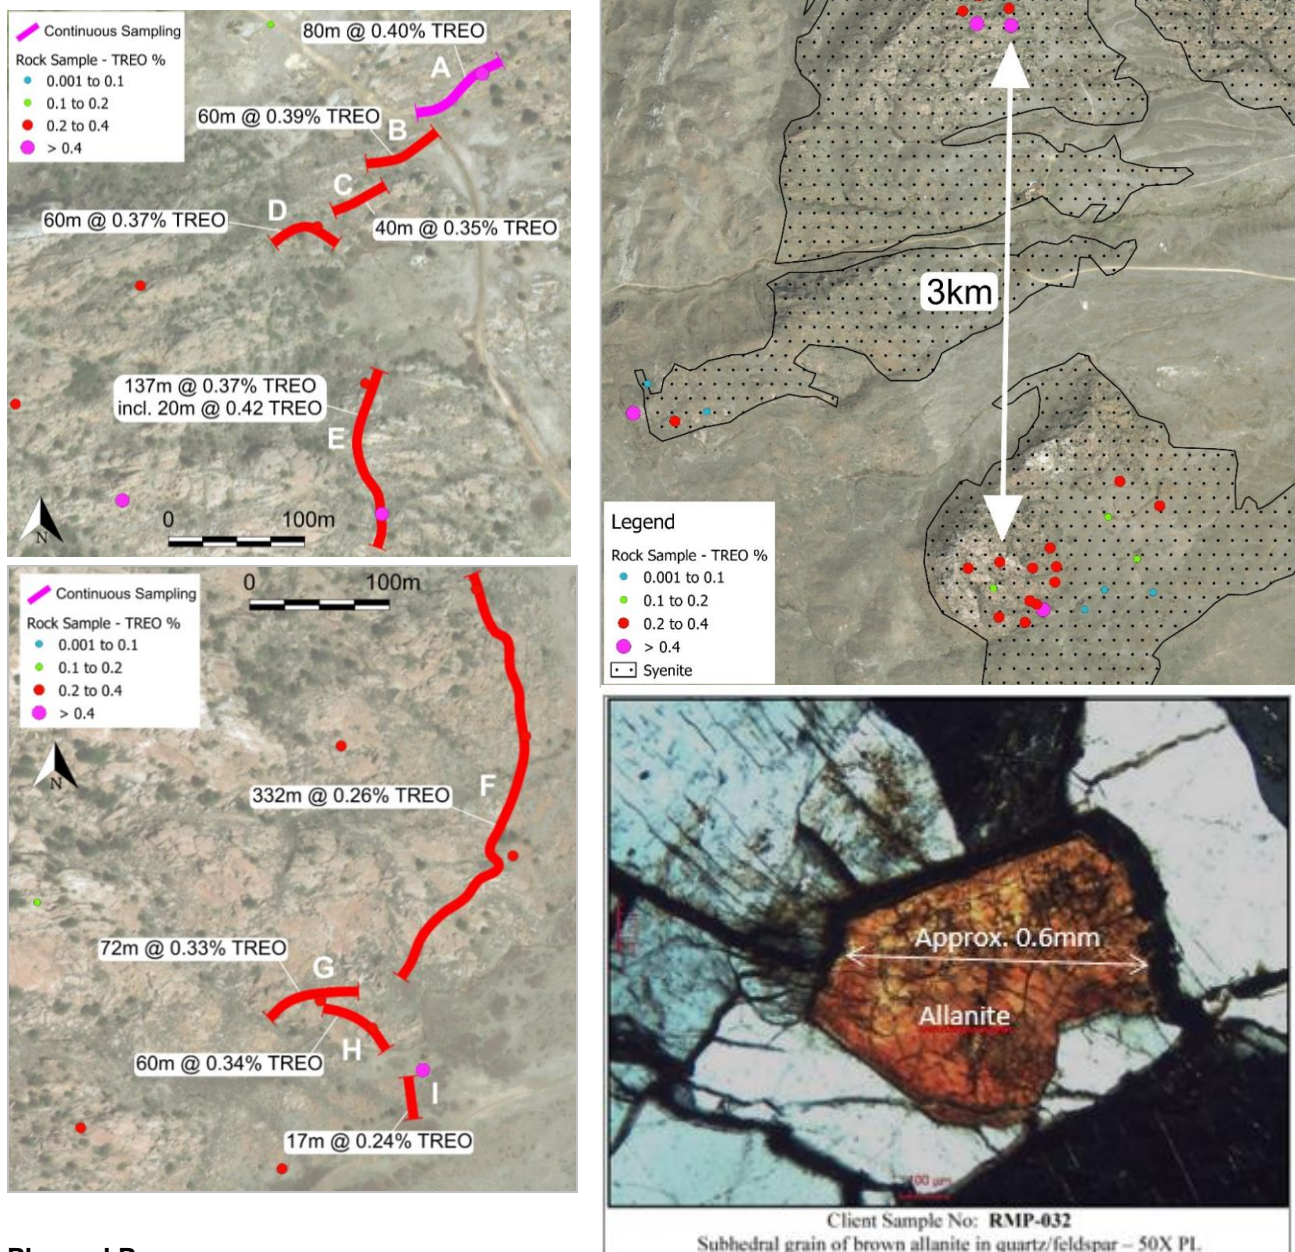 Continuous Sampling
Rock Sample - TREO %
0.001 to 0.1
0.1 to 0.2
0.2 to 0.4
> 0.4
80m @ 0.40% TREO
A
60m @ 0.39% TREO
B
C
60m @ 0.37% TREO
D
40m @ 0.35% TREO
137m @ 0.37% TREO
incl. 20m @ 0.42 TREO
E
N
0 100m
Continuous Sampling
Rock Sample - TREO %
0.001 to 0.1
0.1 to 0.2
0.2 to 0.4
> 0.4
0 100m
N
332m @ 0.26% TREO
F
72m @ 0.33% TREO
G
60m @ 0.34% TREO
H
I
17m @ 0.24% TREO
3km
Legend
Rock Sample - TREO %
0.001 to 0.1
0.1 to 0.2
0.2 to 0.4
> 0.4
Syenite
Approx. 0.6mm
Allanite
100 µm
Client Sample No: RMP-032
Subhedral grain of brown allanite in quartz/feldspar – 50X PL